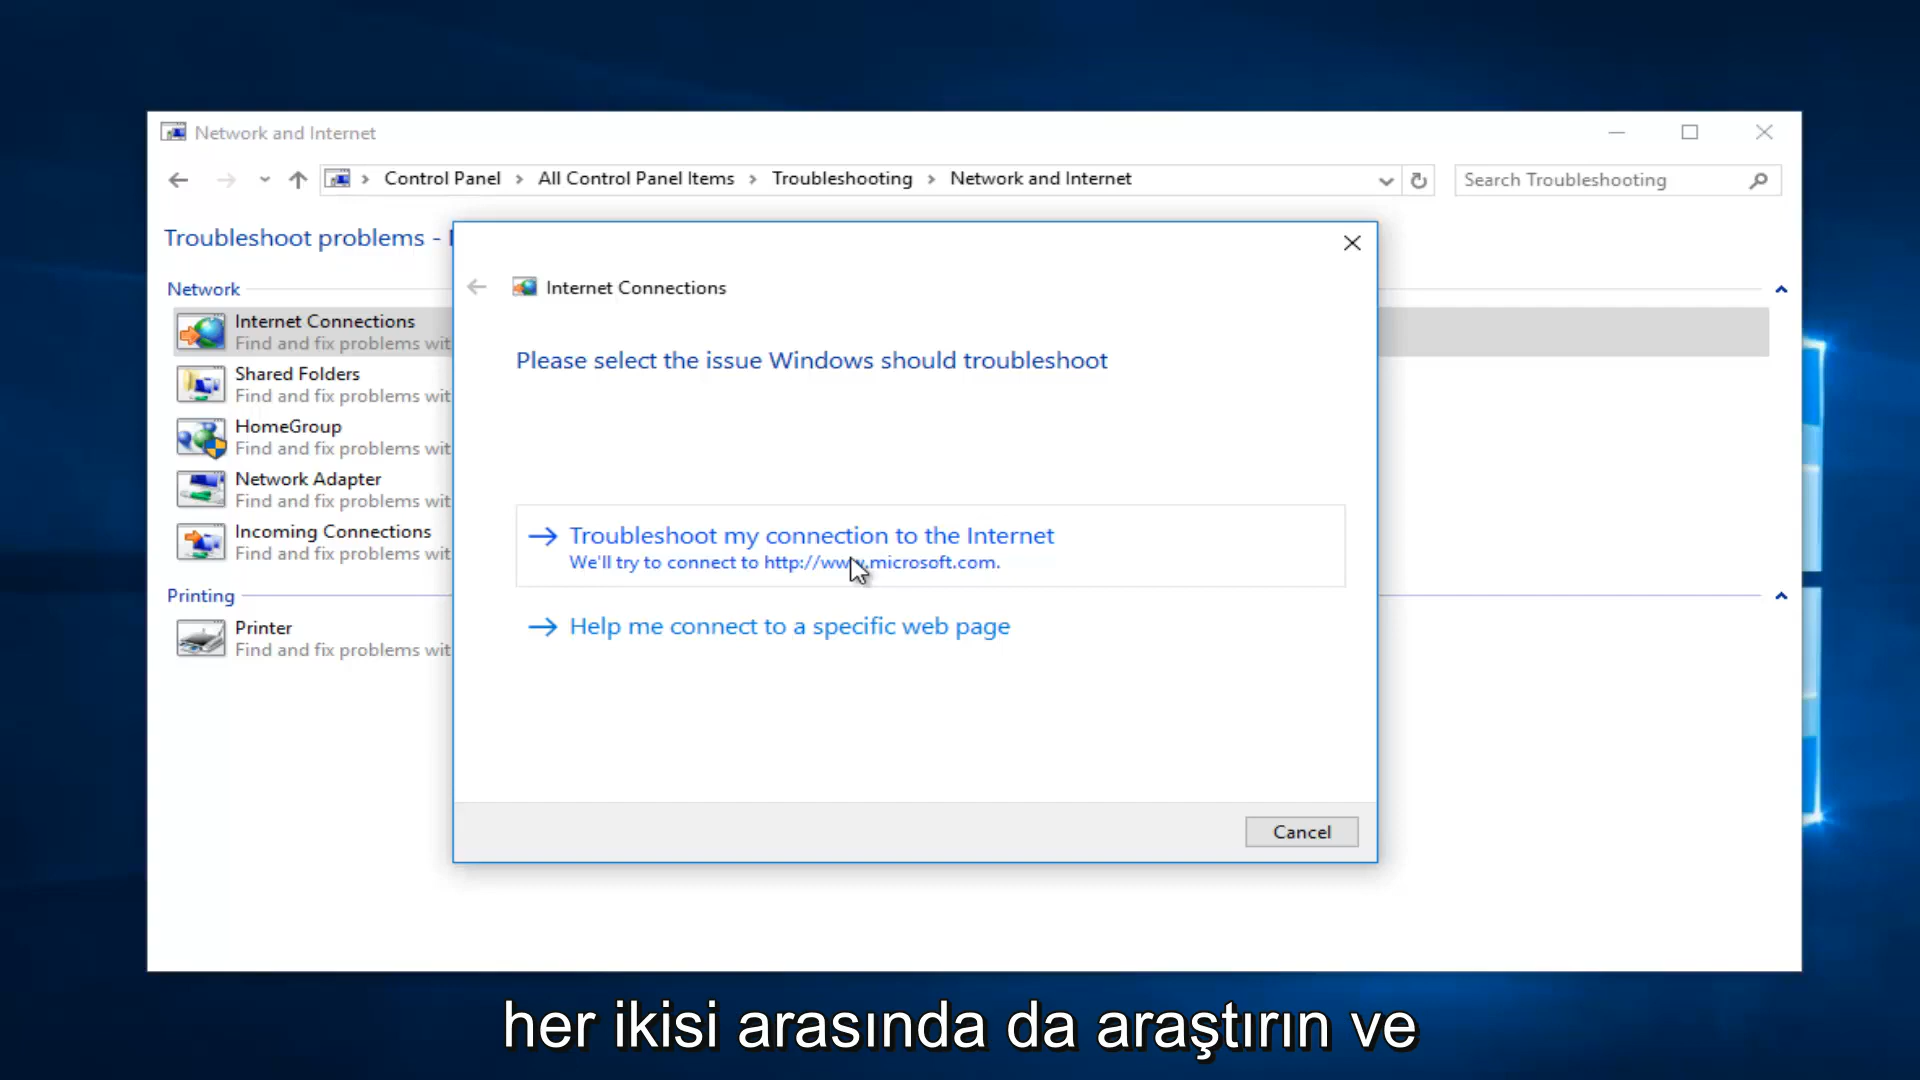 Network and Internet
Control Panel > All Control Panel Items > Troubleshooting > Network and Internet
Search Troubleshooting
Troubleshoot problems -
Network
Internet Connections
Find and fix problems wit
Shared Folders
Find and fix problems wit
HomeGroup
Find and fix problems wit
Network Adapter
Find and fix problems wit
Incoming Connections
Find and fix problems wit
Printing
Printer
Find and fix problems wit
Internet Connections
Please select the issue Windows should troubleshoot
Troubleshoot my connection to the Internet
We'll try to connect to http://www.microsoft.com.
Help me connect to a specific web page
Cancel
her ikisi arasında da araştırın ve